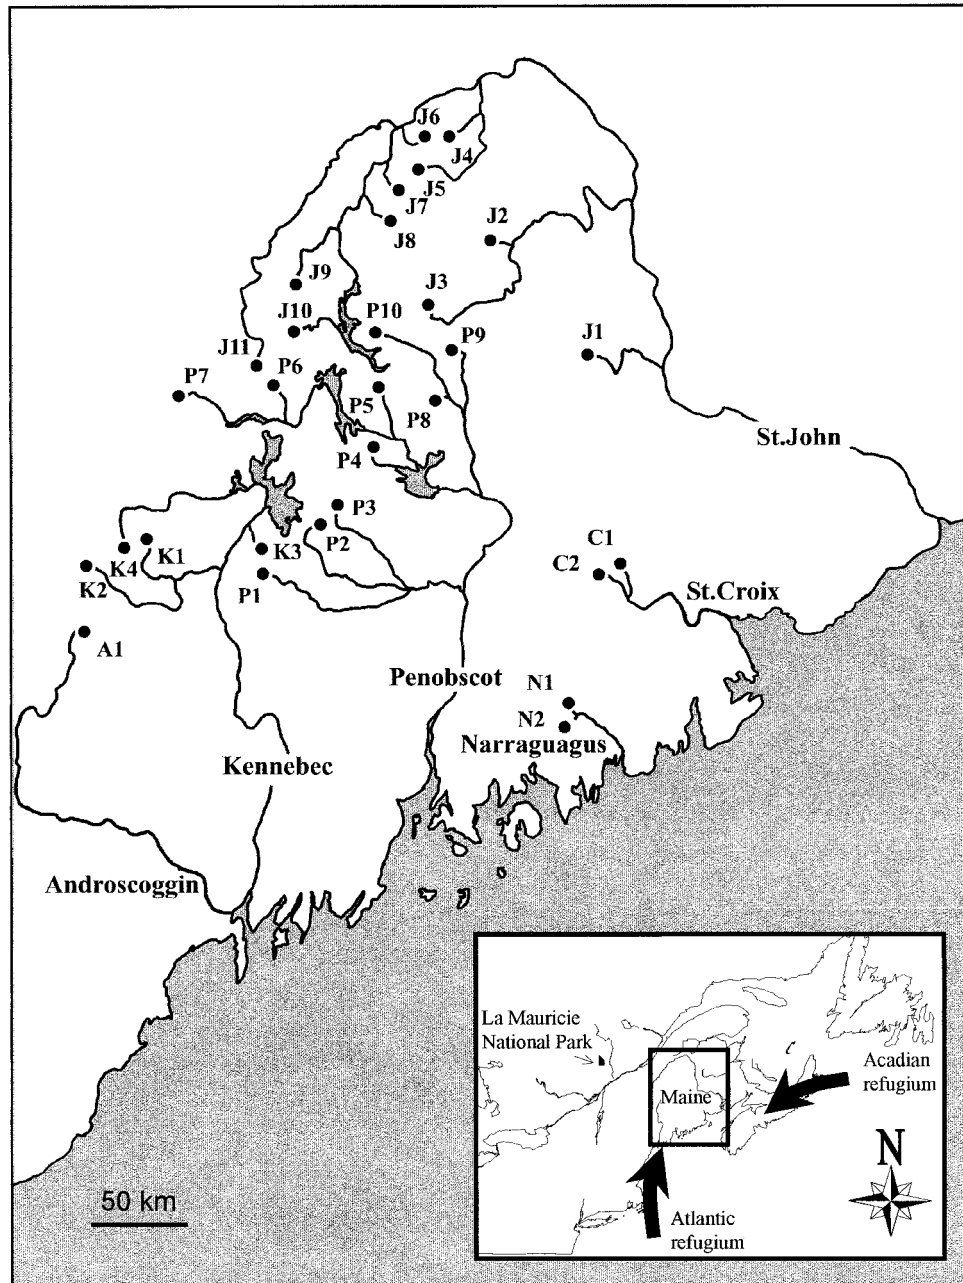 J6
J4
J5
J7
J2
J8
J9
J3
J10
P10
P9
J1
J11
P6
P7
P5
P8
St.John
P4
P3
P2
C1
K1
K3
C2
K4
K2
P1
St.Croix
A1
Penobscot
N1
N2
Narraguagus
Kennebec
Androscoggin
La Mauricie
National Park
Acadian
refugium
Maine
N
50 km
Atlantic
refugium